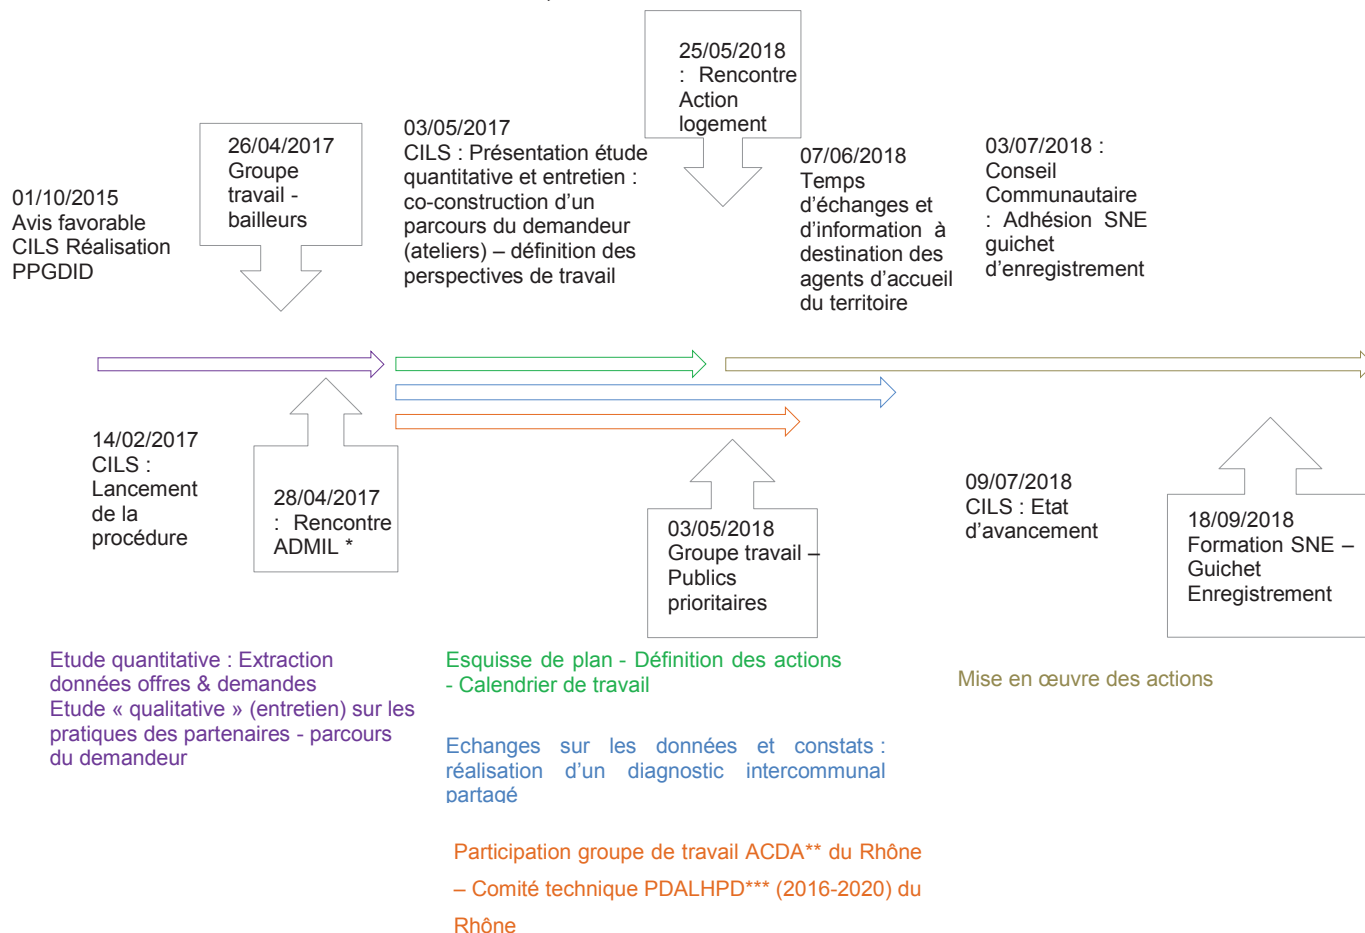 01/10/2015
Avis favorable
CILS Réalisation
PPGDID
26/04/2017
Groupe
travail -
bailleurs
03/05/2017
CILS : Présentation étude
quantitative et entretien :
co-construction d’un
parcours du demandeur
(ateliers) – définition des
perspectives de travail
25/05/2018
: Rencontre
Action
logement
07/06/2018
Temps
d’échanges et
d’information à
destination des
agents d’accueil
du territoire
03/07/2018 :
Conseil
Communautaire
: Adhésion SNE
guichet
d’enregistrement
14/02/2017
CILS :
Lancement
de la
procédure
28/04/2017
: Rencontre
ADMIL *
03/05/2018
Groupe travail –
Publics
prioritaires
09/07/2018
CILS : Etat
d’avancement
18/09/2018
Formation SNE –
Guichet
Enregistrement
Etude quantitative : Extraction
données offres & demandes
Etude « qualitative » (entretien) sur les
pratiques des partenaires - parcours
du demandeur
Esquisse de plan - Définition des actions
- Calendrier de travail
Echanges sur les données et constats :
réalisation d’un diagnostic intercommunal
partagé
Participation groupe de travail ACDA** du Rhône
– Comité technique PDALHPD*** (2016-2020) du
Rhône
Mise en œuvre des actions